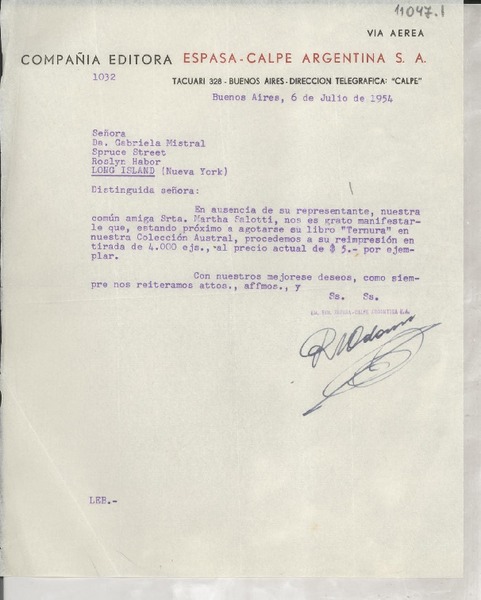 11047.1
VIA AEREA
COMPAÑIA EDITORA ESPASA-CALPE ARGENTINA S. A.
1032
TACUARI 328 - BUENOS AIRES - DIRECCION TELEGRAFICA: "CALPE"
Buenos Aires, 6 de Julio de 1954
Señora
Da. Gabriela Mistral
Spruce Street
Roslyn Habor
LONG ISLAND (Nueva York)
Distinguida señora:
En ausencia de su representante, nuestra
común amiga Srta. Martha Salotti, nos es grato manifestar-
le que, estando próximo a agotarse su libro "Ternura" en
nuestra Colección Austral, procedemos a su reimpresión en
tirada de 4.000 ejs., al precio actual de $ 5.- por ejem-
plar.
Con nuestros mejorese deseos, como siem-
pre nos reiteramos attos., affmos., y
Ss. Ss.
ESPASA-CALPE ARGENTINA S.A.
LEB.-